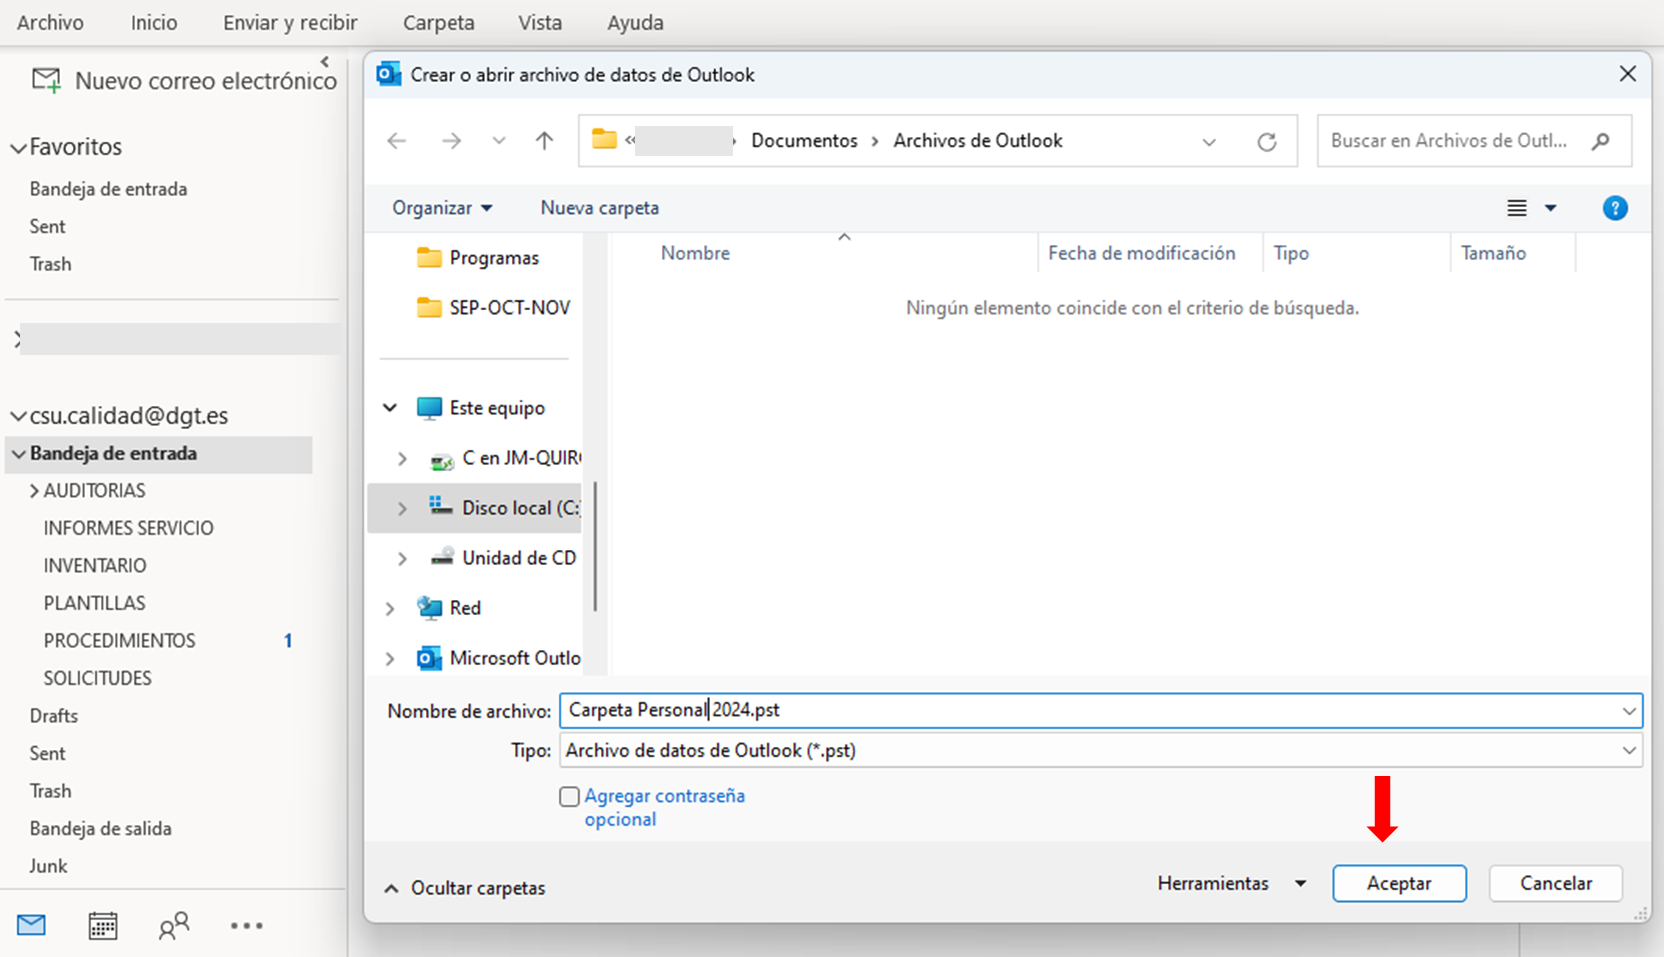 Archivo Inicio Enviar y recibir Carpeta Vista Ayuda
Nuevo correo electrónico
Favoritos
Bandeja de entrada
Sent
Trash
csu.calidad@dgt.es
Bandeja de entrada
AUDITORIAS
INFORMES SERVICIO
INVENTARIO
PLANTILLAS
PROCEDIMIENTOS 1
SOLICITUDES
Drafts
Sent
Trash
Bandeja de salida
Junk
Crear o abrir archivo de datos de Outlook
« › Documentos › Archivos de Outlook
Buscar en Archivos de Outl...
Organizar Nueva carpeta
?
Programas
SEP-OCT-NOV
Este equipo
C en JM-QUIR
Disco local (C:
Unidad de CD
Red
Microsoft Outlo
Nombre Fecha de modificación Tipo Tamaño
Ningún elemento coincide con el criterio de búsqueda.
Nombre de archivo: Carpeta Personal 2024.pst
Tipo: Archivo de datos de Outlook (*.pst)
Agregar contraseña
opcional
Ocultar carpetas
Herramientas Aceptar Cancelar